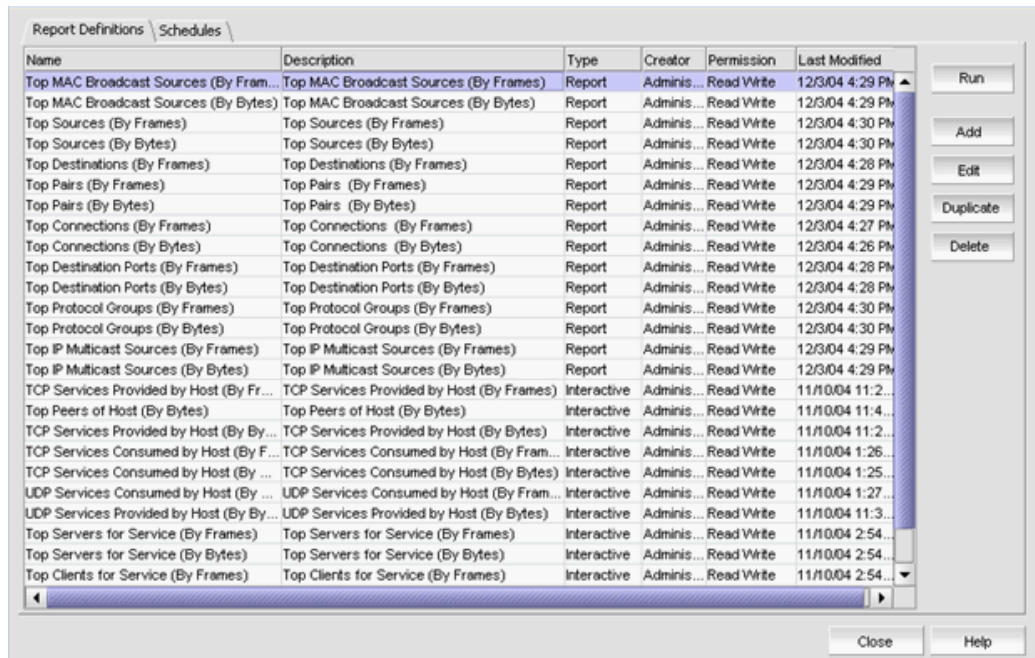 Report Definitions Schedules
Name Description Type Creator Permission Last Modified
Top MAC Broadcast Sources (By Fram... Top MAC Broadcast Sources (By Frames) Report Adminis... Read Write 12/3/04 4:29 PM
Top MAC Broadcast Sources (By Bytes) Top MAC Broadcast Sources (By Bytes) Report Adminis... Read Write 12/3/04 4:29 PM
Top Sources (By Frames) Top Sources (By Frames) Report Adminis... Read Write 12/3/04 4:30 PM
Top Sources (By Bytes) Top Sources (By Bytes) Report Adminis... Read Write 12/3/04 4:30 PM
Top Destinations (By Frames) Top Destinations (By Frames) Report Adminis... Read Write 12/3/04 4:28 PM
Top Pairs (By Frames) Top Pairs (By Frames) Report Adminis... Read Write 12/3/04 4:29 PM
Top Pairs (By Bytes) Top Pairs (By Bytes) Report Adminis... Read Write 12/3/04 4:29 PM
Top Connections (By Frames) Top Connections (By Frames) Report Adminis... Read Write 12/3/04 4:27 PM
Top Connections (By Bytes) Top Connections (By Bytes) Report Adminis... Read Write 12/3/04 4:26 PM
Top Destination Ports (By Frames) Top Destination Ports (By Frames) Report Adminis... Read Write 12/3/04 4:28 PM
Top Destination Ports (By Bytes) Top Destination Ports (By Bytes) Report Adminis... Read Write 12/3/04 4:28 PM
Top Protocol Groups (By Frames) Top Protocol Groups (By Frames) Report Adminis... Read Write 12/3/04 4:30 PM
Top Protocol Groups (By Bytes) Top Protocol Groups (By Bytes) Report Adminis... Read Write 12/3/04 4:30 PM
Top IP Multicast Sources (By Frames) Top IP Multicast Sources (By Frames) Report Adminis... Read Write 12/3/04 4:29 PM
Top IP Multicast Sources (By Bytes) Top IP Multicast Sources (By Bytes) Report Adminis... Read Write 12/3/04 4:29 PM
TCP Services Provided by Host (By Fr... TCP Services Provided by Host (By Frames) Interactive Adminis... Read Write 11/10/04 11:2...
Top Peers of Host (By Bytes) Top Peers of Host (By Bytes) Interactive Adminis... Read Write 11/10/04 11:4...
TCP Services Provided by Host (By By... TCP Services Provided by Host (By Bytes) Interactive Adminis... Read Write 11/10/04 11:2...
TCP Services Consumed by Host (By F... TCP Services Consumed by Host (By Fram... Interactive Adminis... Read Write 11/10/04 1:26...
TCP Services Consumed by Host (By ... TCP Services Consumed by Host (By Bytes) Interactive Adminis... Read Write 11/10/04 1:25...
UDP Services Consumed by Host (By ... UDP Services Consumed by Host (By Fram... Interactive Adminis... Read Write 11/10/04 1:27...
UDP Services Provided by Host (By By... UDP Services Provided by Host (By Bytes) Interactive Adminis... Read Write 11/10/04 11:3...
Top Servers for Service (By Frames) Top Servers for Service (By Frames) Interactive Adminis... Read Write 11/10/04 2:54...
Top Servers for Service (By Bytes) Top Servers for Service (By Bytes) Interactive Adminis... Read Write 11/10/04 2:54...
Top Clients for Service (By Frames) Top Clients for Service (By Frames) Interactive Adminis... Read Write 11/10/04 2:54...
Run
Add
Edit
Duplicate
Delete
Close Help